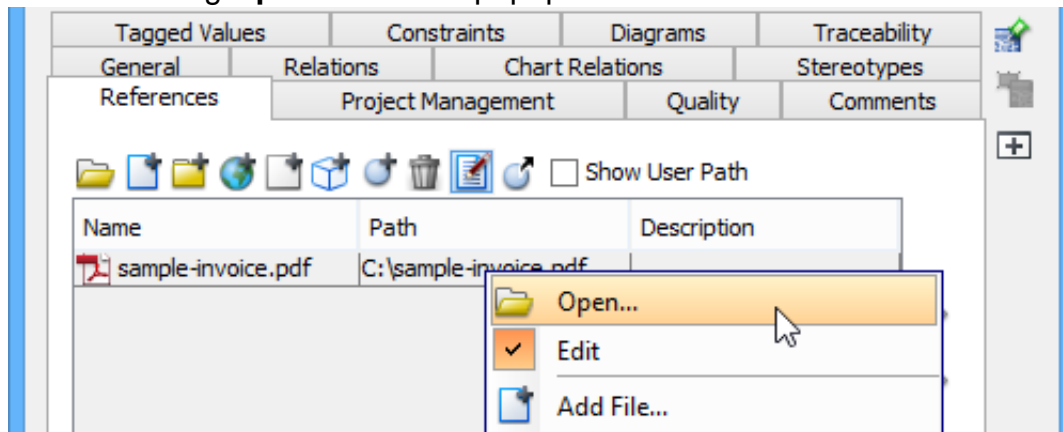 Tagged Values Constraints Diagrams Traceability
General Relations Chart Relations Stereotypes
References Project Management Quality Comments
Show User Path
Name Path Description
sample-invoice.pdf C:\sample-invoice.pdf
Open...
Edit
Add File...